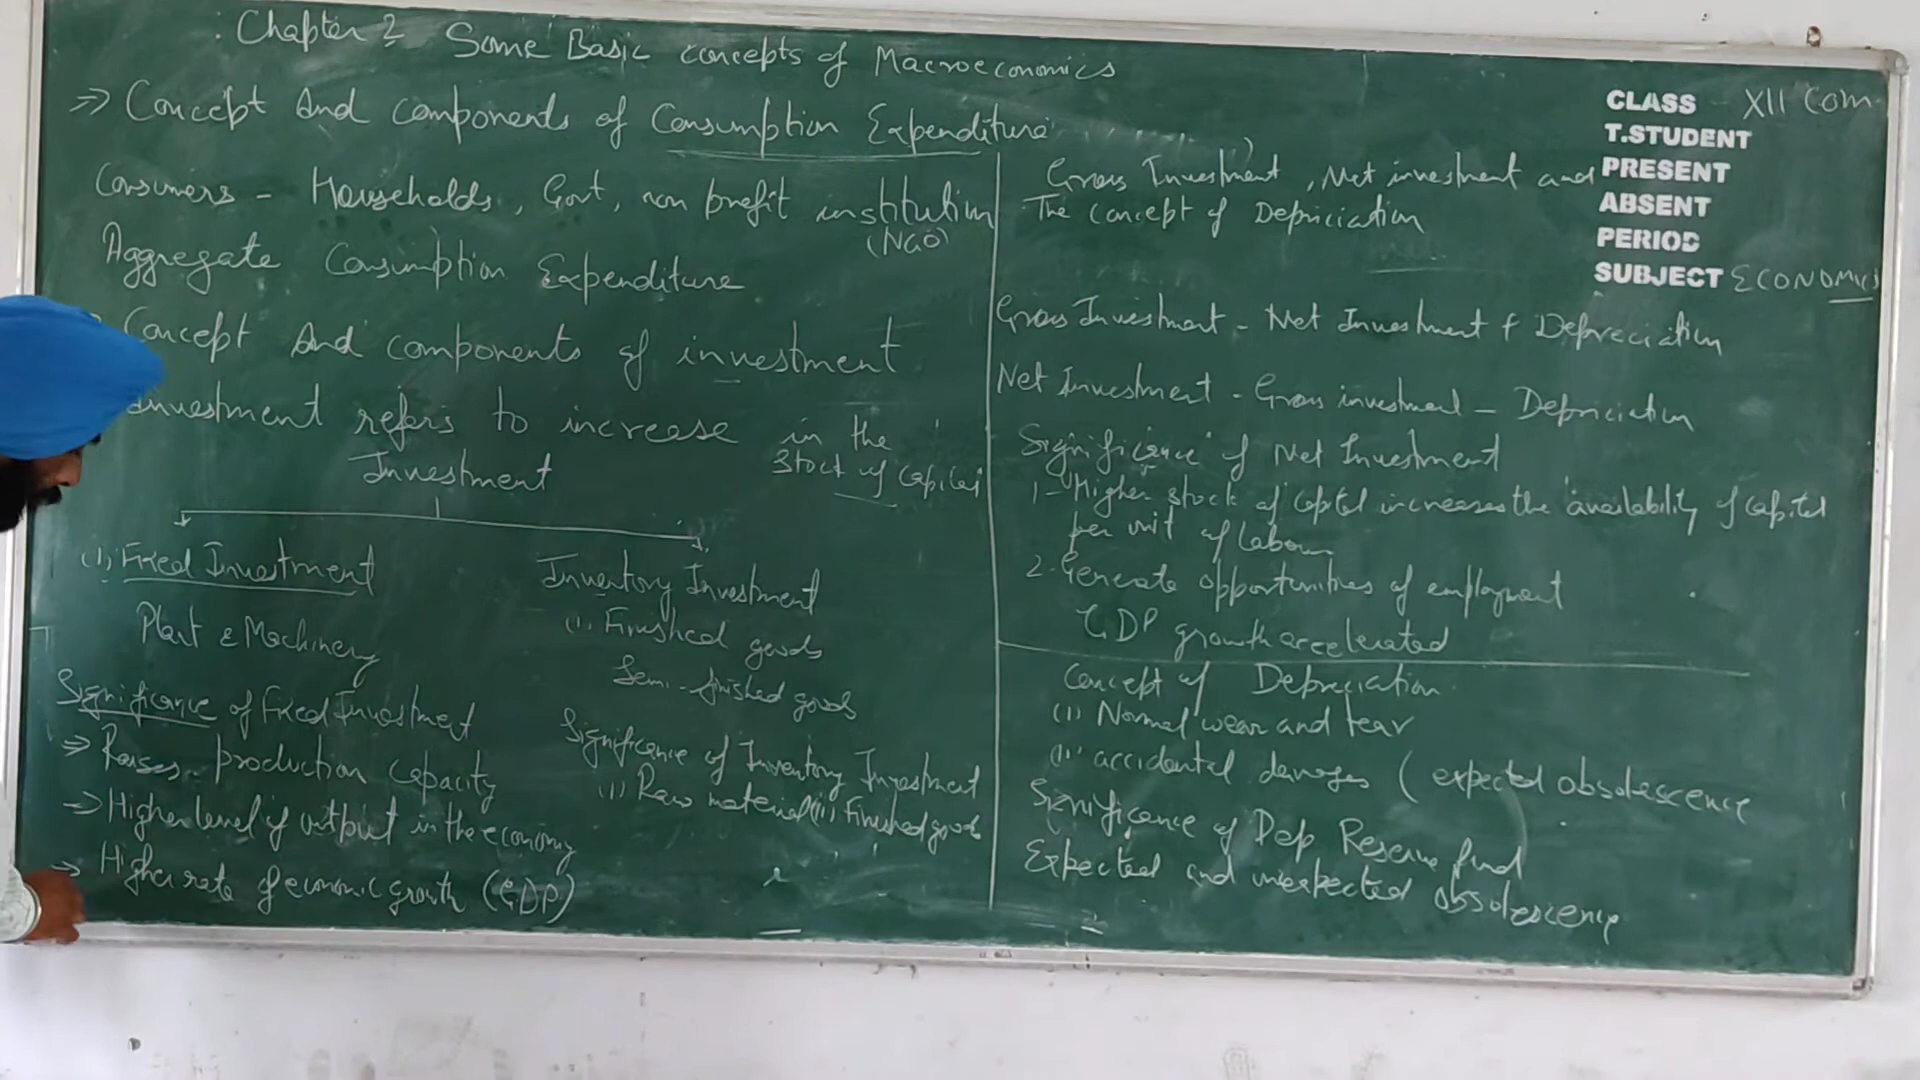 Chapter 2 Some Basic concepts of Macroeconomics
=> Concept And components of Consumption Expenditure
Consumers - Households, Govt, non profit institution
(NGO)
Aggregate Consumption Expenditure
Concept And components of investment
investment refers to increase in the
stock of capital
Investment
(1) Fixed Investment
Plant & Machinery
Significance of Fixed Investment
=> Raises production capacity
=> Higher level of output in the economy
=> Higher rate of economic growth (GDP)
Inventory Investment
(1) Finished goods
Semi-finished goods
Significance of Inventory Investment
(1) Raw material (ii) Finished goods
Gross Investment, Net investment and
The concept of Depriciation
Gross Investment - Net Investment + Depreciation
Net Investment - Gross investment - Depriciation
Significance of Net Investment
1- Higher stock of capital increases the availability of capital
per unit of labour
2- Generate opportunities of employment
GDP growth accelerated
Concept of Depreciation
(1) Normal wear and tear
(11) accidental damages ( expected obsolescence
Significance of Dep Reserve fund
Expected and unexpected obsolescence
CLASS - XII Com
T.STUDENT
PRESENT
ABSENT
PERIOD
SUBJECT ECONOMICS